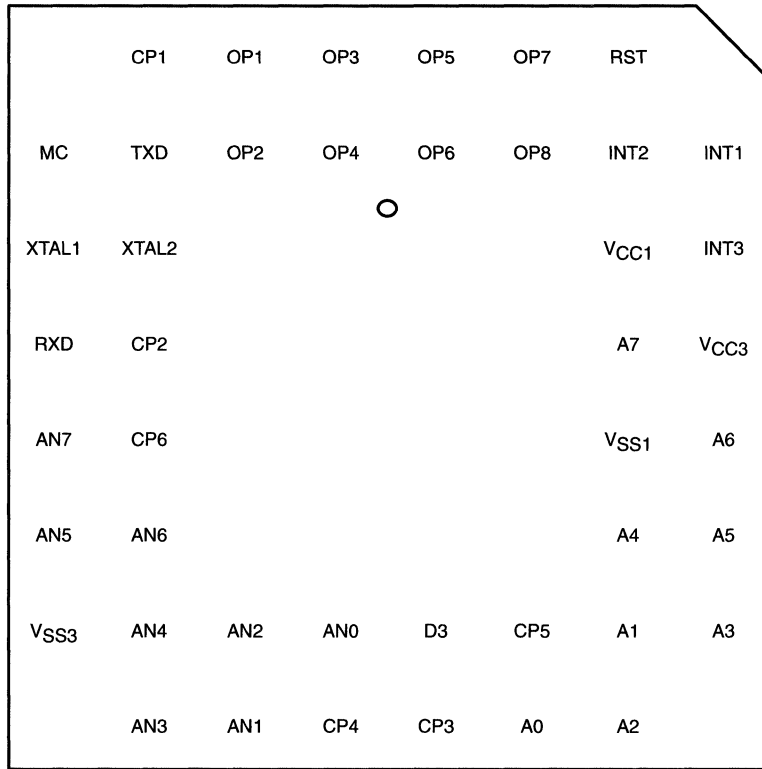 CP1 OP1 OP3 OP5 OP7 RST
MC TXD OP2 OP4 OP6 OP8 INT2 INT1
XTAL1 XTAL2 VCC1 INT3
RXD CP2 A7 VCC3
AN7 CP6 VSS1 A6
AN5 AN6 A4 A5
VSS3 AN4 AN2 AN0 D3 CP5 A1 A3
AN3 AN1 CP4 CP3 A0 A2